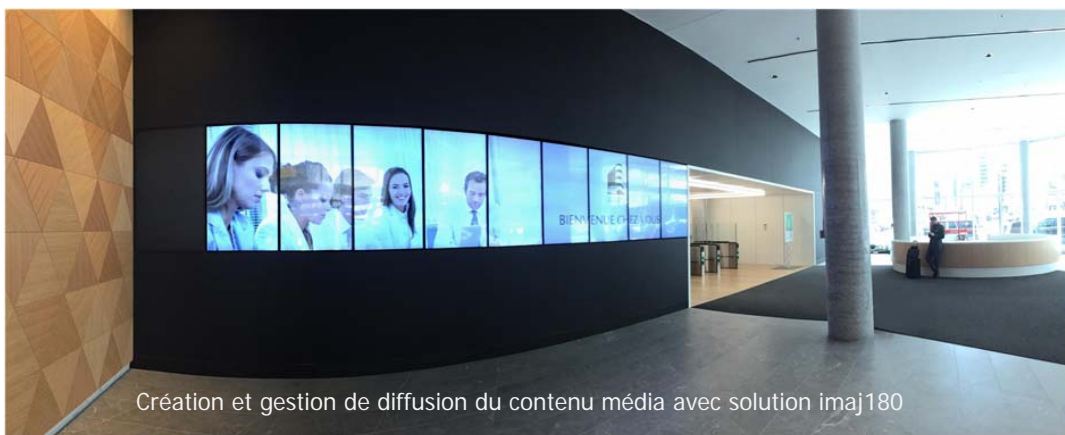 BIENVENUE CHEZ VOUS
Création et gestion de diffusion du contenu média avec solution imaj180